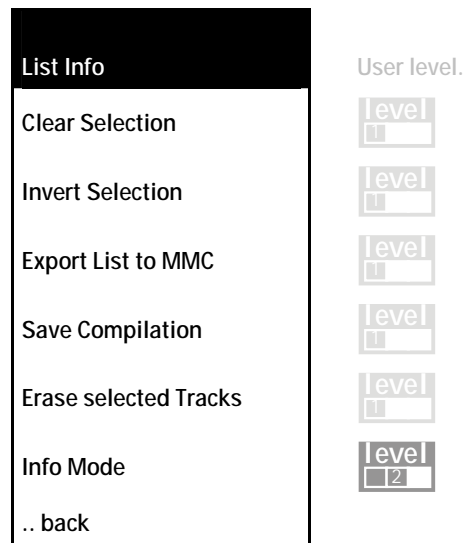 List Info User level.
Clear Selection level
1
Invert Selection level
1
Export List to MMC level
1
Save Compilation level
1
Erase selected Tracks level
1
Info Mode level
2
.. back